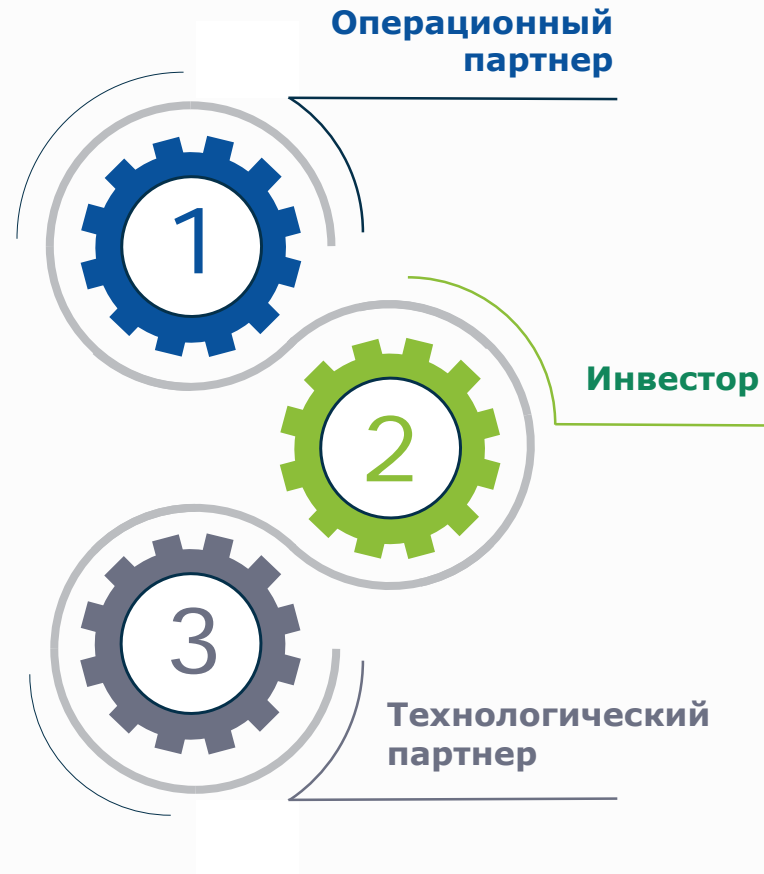 Операционный
партнер
1
Инвестор
2
3
Технологический
партнер